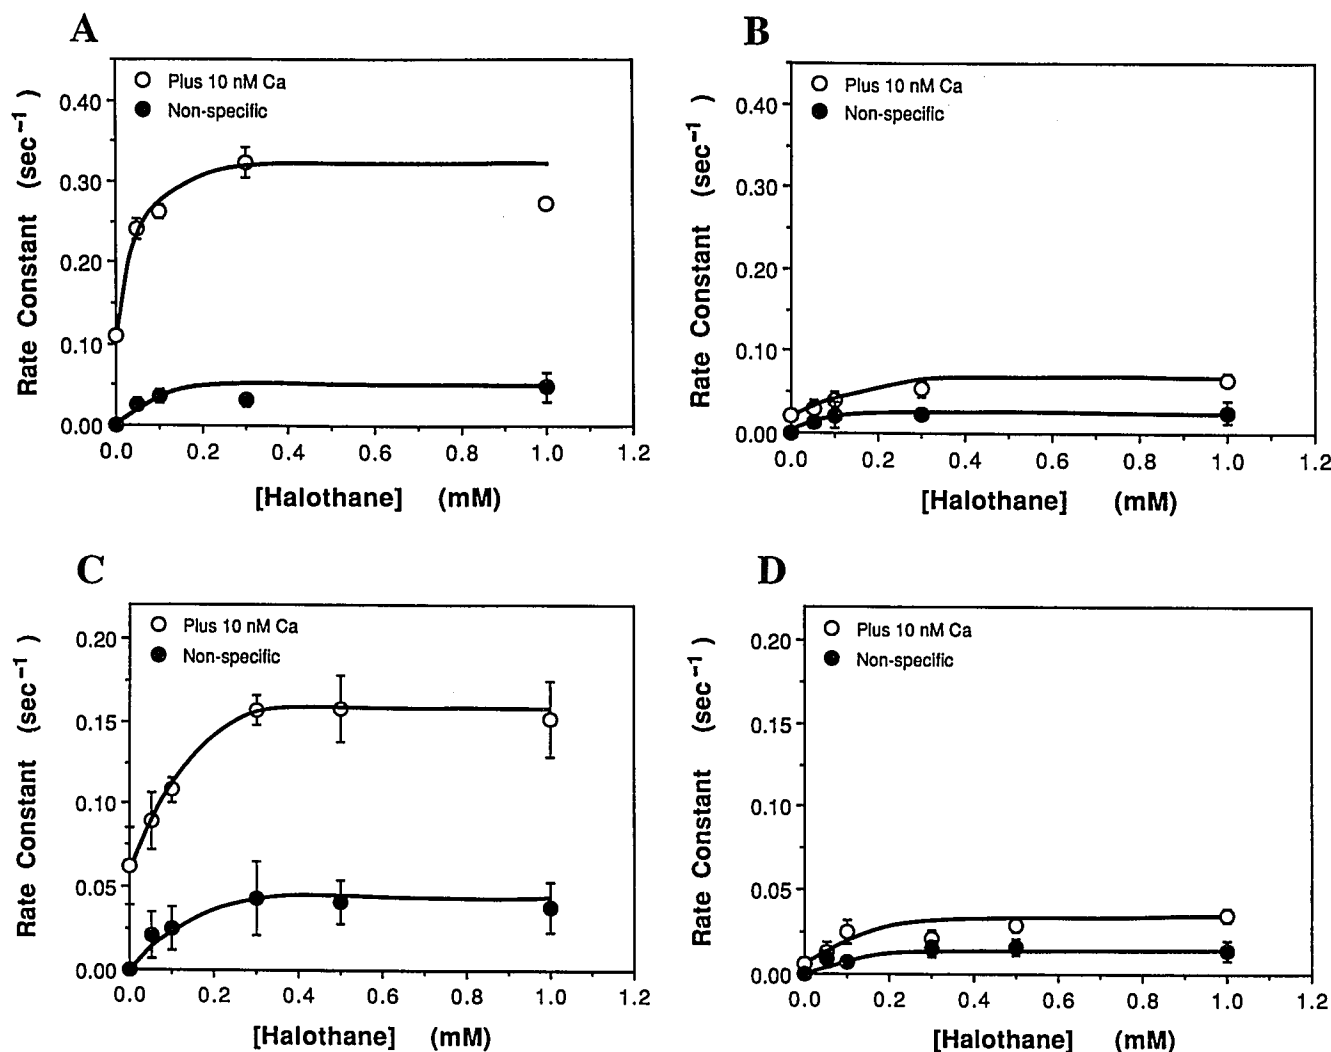 A
Plus 10 nM Ca
Non-specific
Rate Constant (sec⁻¹)
0.40
0.30
0.20
0.10
0.00
0.0 0.2 0.4 0.6 0.8 1.0 1.2
[Halothane] (mM)
B
Plus 10 nM Ca
Non-specific
Rate Constant (sec⁻¹)
0.40
0.30
0.20
0.10
0.00
0.0 0.2 0.4 0.6 0.8 1.0 1.2
[Halothane] (mM)
C
Plus 10 nM Ca
Non-specific
Rate Constant (sec⁻¹)
0.20
0.15
0.10
0.05
0.00
0.0 0.2 0.4 0.6 0.8 1.0 1.2
[Halothane] (mM)
D
Plus 10 nM Ca
Non-specific
Rate Constant (sec⁻¹)
0.20
0.15
0.10
0.05
0.00
0.0 0.2 0.4 0.6 0.8 1.0 1.2
[Halothane] (mM)